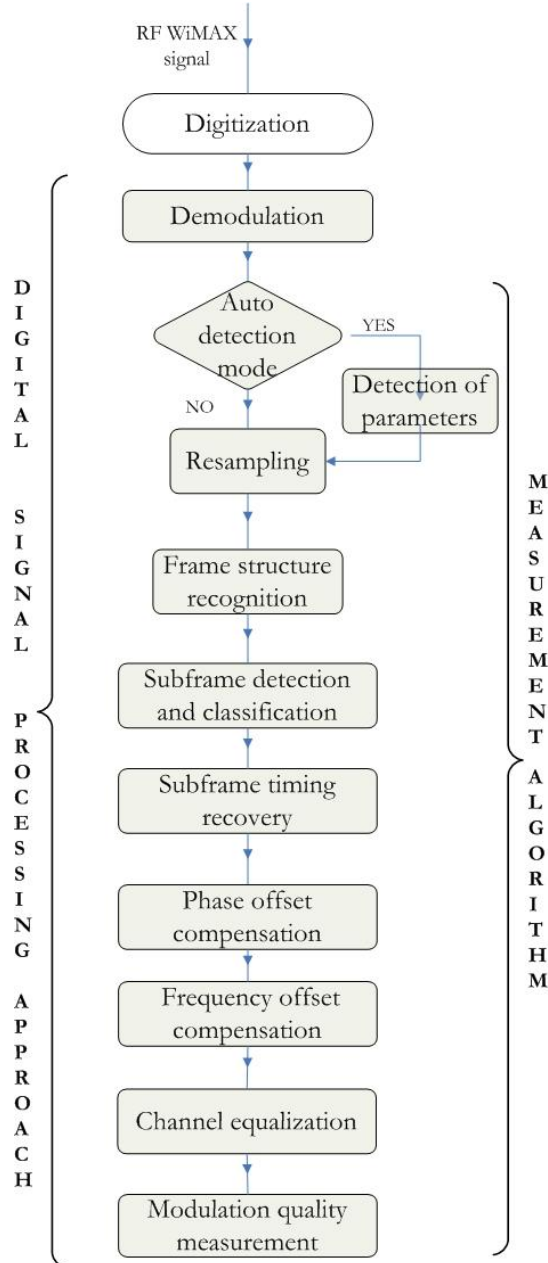 RF WiMAX
signal
Digitization
Demodulation
Auto
detection
mode
YES
Detection of
parameters
NO
Resampling
Frame structure
recognition
Subframe detection
and classification
Subframe timing
recovery
Phase offset
compensation
Frequency offset
compensation
Channel equalization
Modulation quality
measurement
DIGITAL SIGNAL PROCESSING APPROACH
MEASUREMENT ALGORITHM